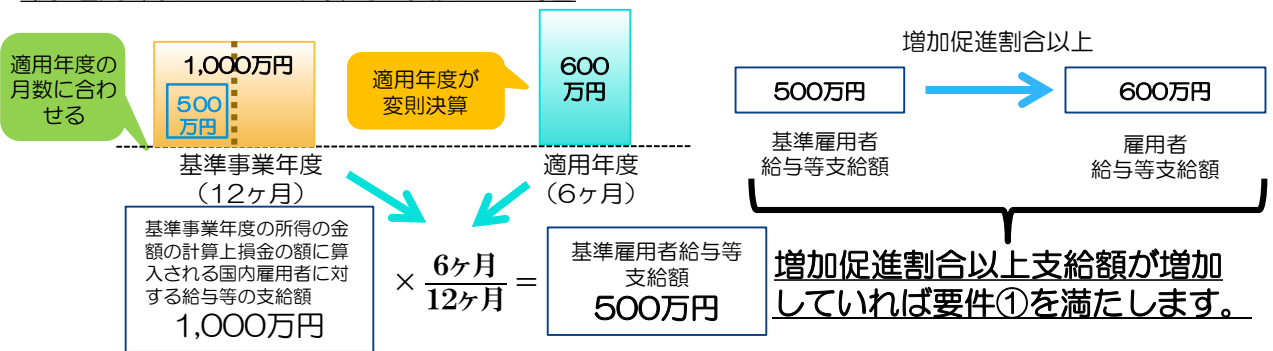 適用年度の
月数に合わ
せる
1,000万円
500
万円
適用年度が
変則決算
600
万円
基準事業年度
（12ヶ月）
適用年度
（6ヶ月）
基準事業年度の所得の金
額の計算上損金の額に算
入される国内雇用者に対
する給与等の支給額
1,000万円
× 6ヶ月/12ヶ月 =
基準雇用者給与等
支給額
500万円
増加促進割合以上
500万円
600万円
基準雇用者
給与等支給額
雇用者
給与等支給額
増加促進割合以上支給額が増加
していれば要件①を満たします。